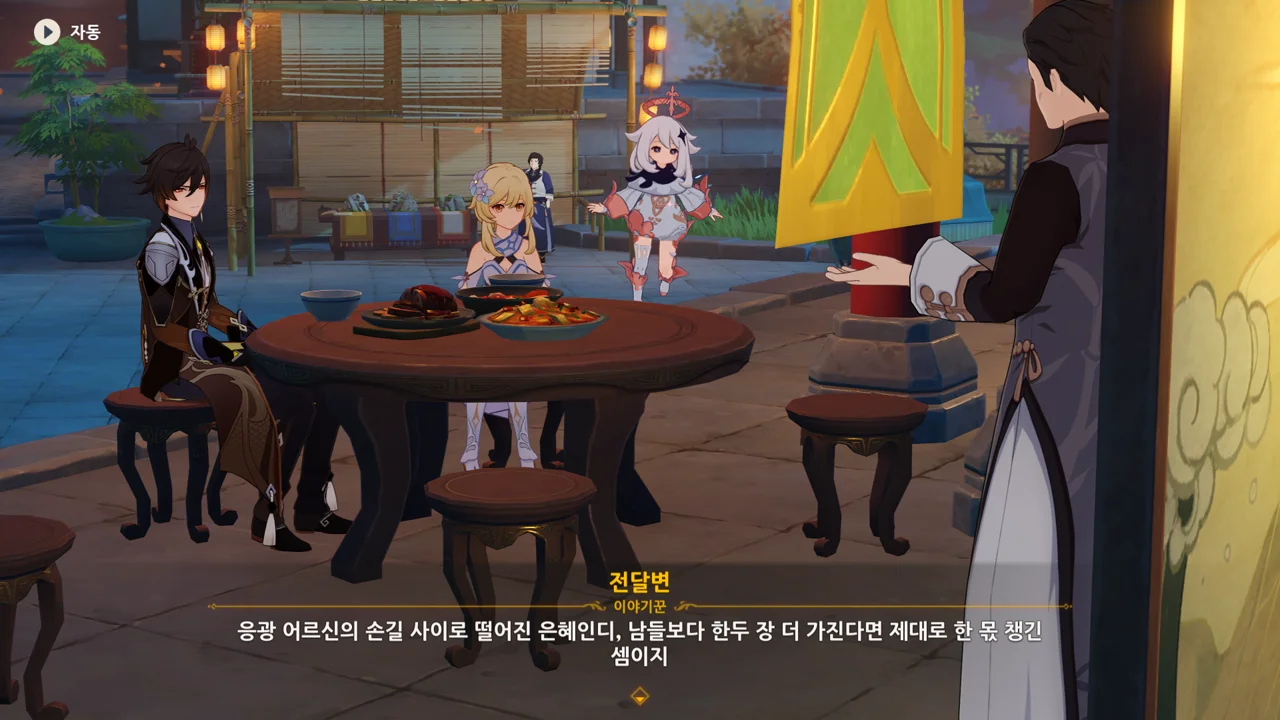 자동
전달변
이야기꾼
응광 어르신의 손길 사이로 떨어진 은혜인디, 남들보다 한두 장 더 가진다면 제대로 한 몫 챙긴
셈이지